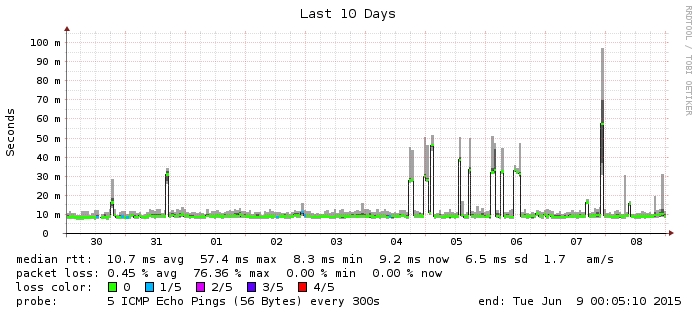 Last 10 Days
RRDTOOL / TOBI OETIKER
Seconds
100 m
90 m
80 m
70 m
60 m
50 m
40 m
30 m
20 m
10 m
0
30 31 01 02 03 04 05 06 07 08
median rtt: 10.7 ms avg 57.4 ms max 8.3 ms min 9.2 ms now 6.5 ms sd 1.7 am/s
packet loss: 0.45 % avg 76.36 % max 0.00 % min 0.00 % now
loss color: 0 1/5 2/5 3/5 4/5
probe: 5 ICMP Echo Pings (56 Bytes) every 300s end: Tue Jun 9 00:05:10 2015